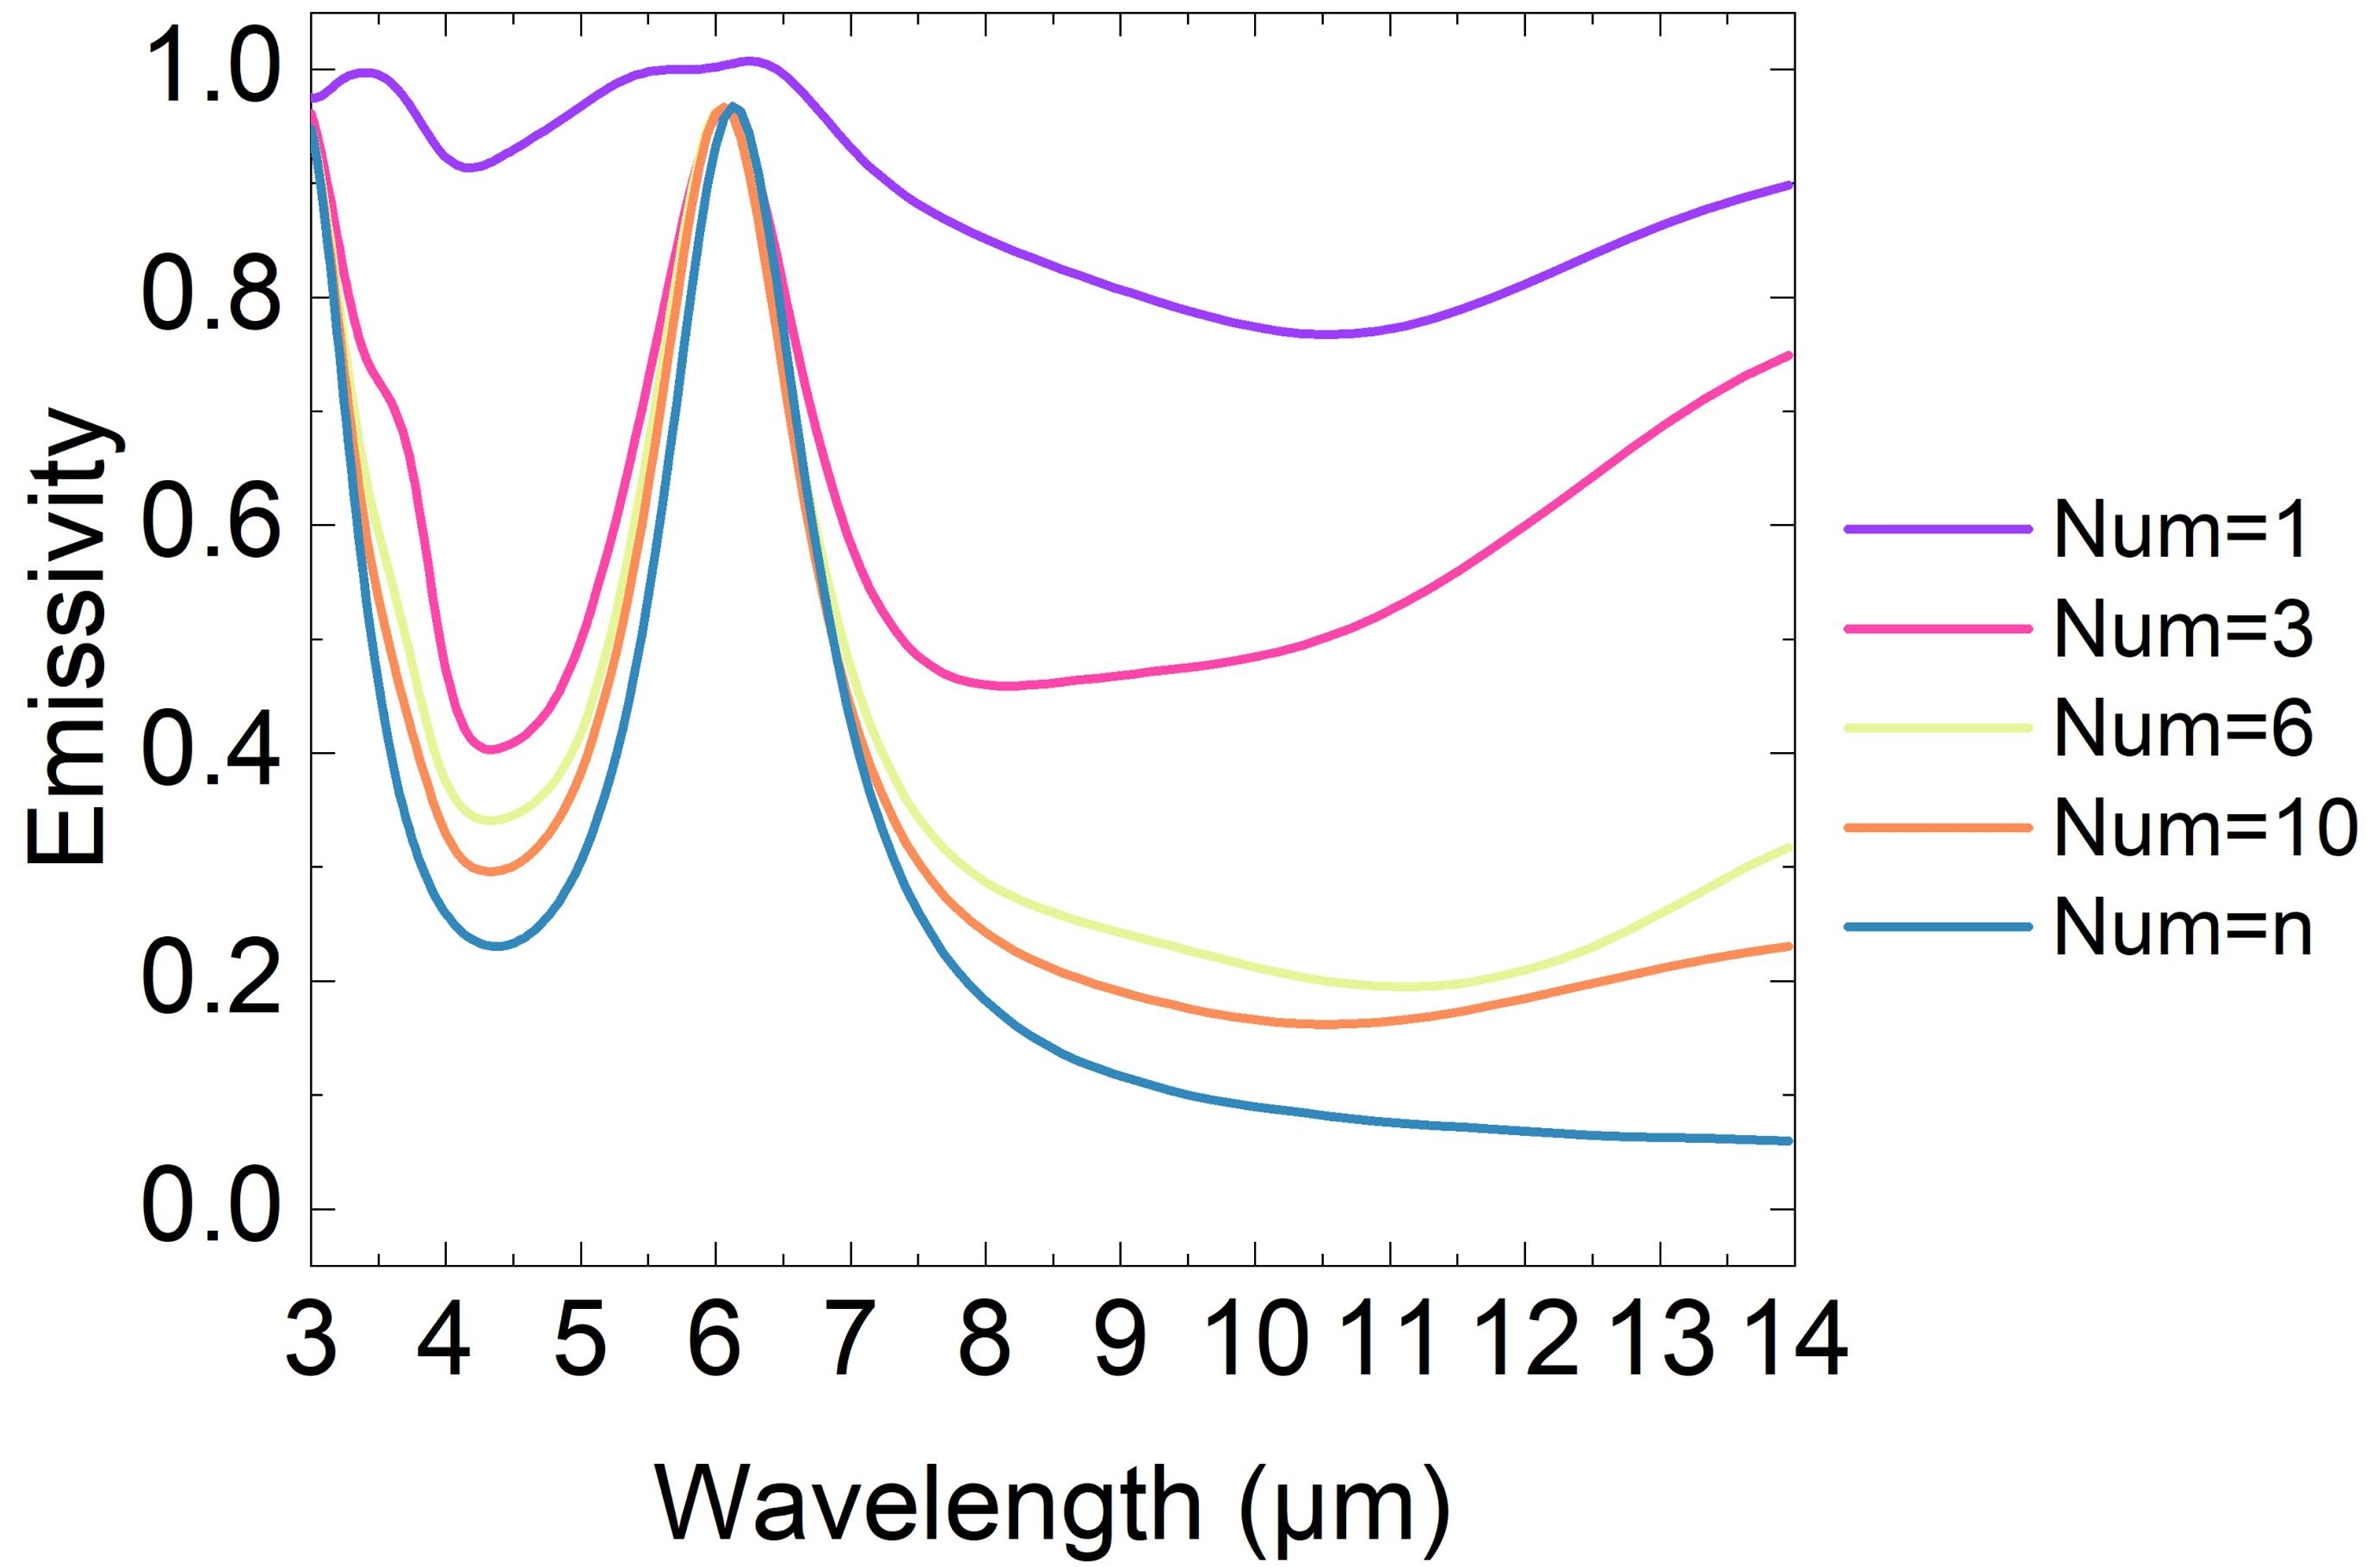 Emissivity
1.0
0.8
0.6
0.4
0.2
0.0
3 4 5 6 7 8 9 10 11 12 13 14
Wavelength (μm)
Num=1
Num=3
Num=6
Num=10
Num=n